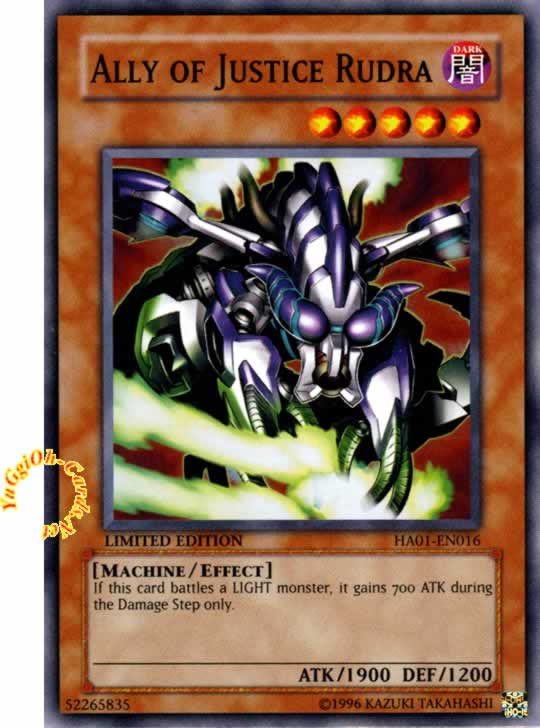 ALLY OF JUSTICE RUDRA
DARK
闇
YuGgiOh-Cards.Net
LIMITED EDITION HA01-EN016
[MACHINE/EFFECT]
If this card battles a LIGHT monster, it gains 700 ATK during
the Damage Step only.
ATK/1900 DEF/1200
52265835 ©1996 KAZUKI TAKAHASHI